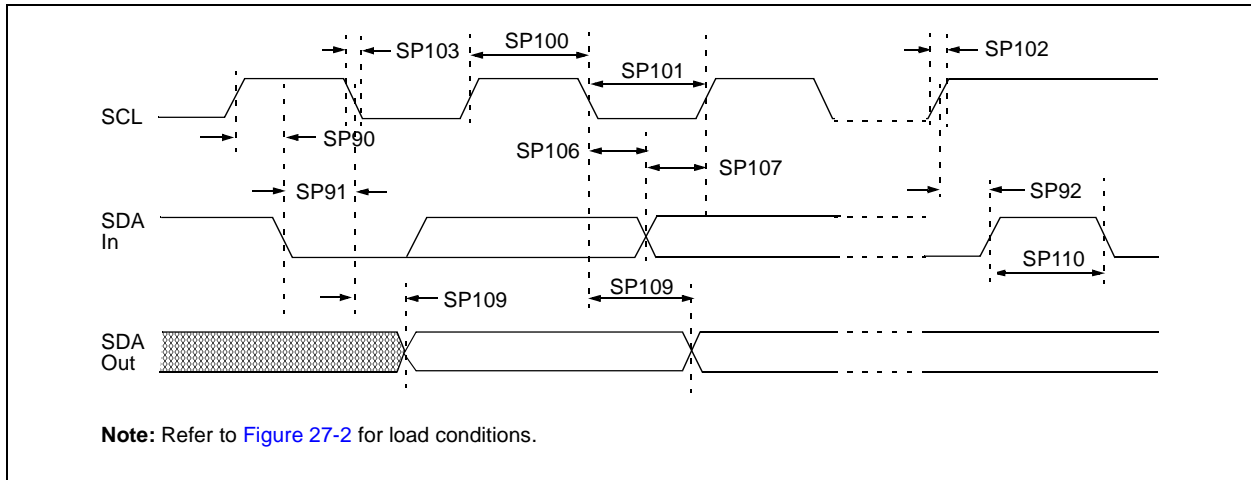 SP103
SP100
SP102
SP101
SCL
SP90
SP106
SP107
SP91
SP92
SDA
In
SP110
SP109
SP109
SDA
Out
Note: Refer to Figure 27-2 for load conditions.